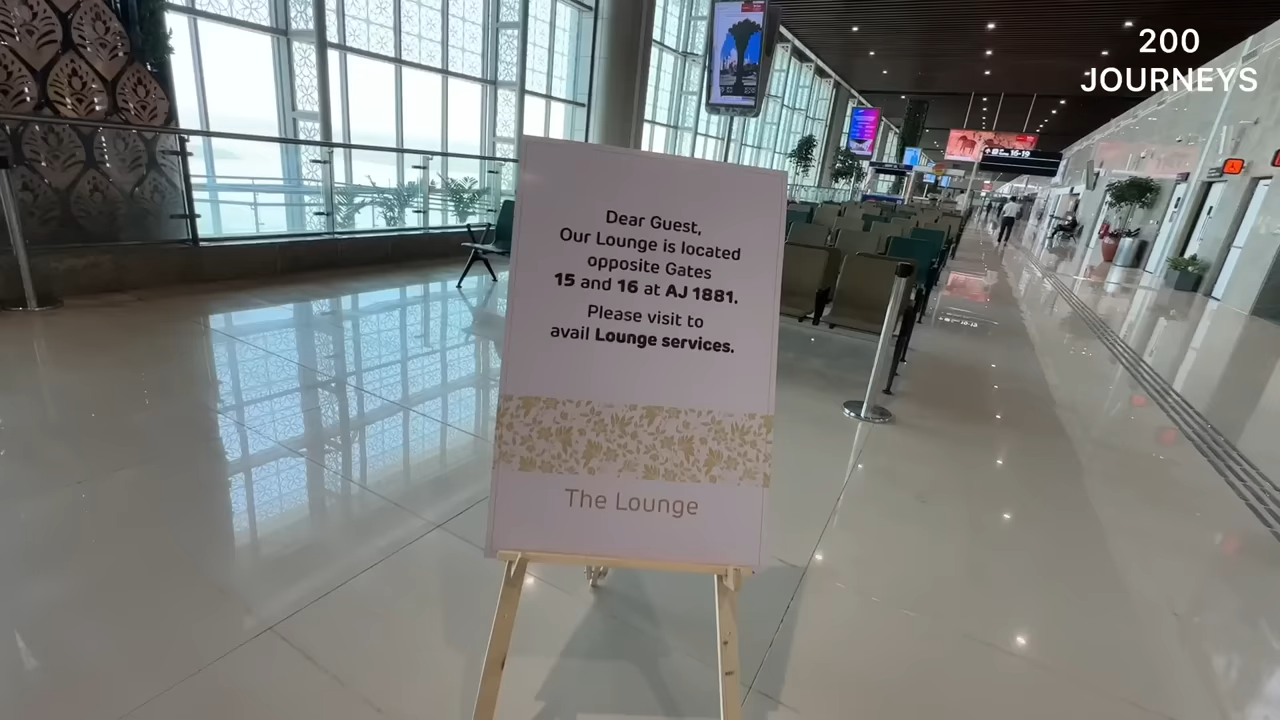 200
JOURNEYS
Dear Guest,
Our Lounge is located
opposite Gates
15 and 16 at AJ 1881.
Please visit to
avail Lounge services.
The Lounge
16-19